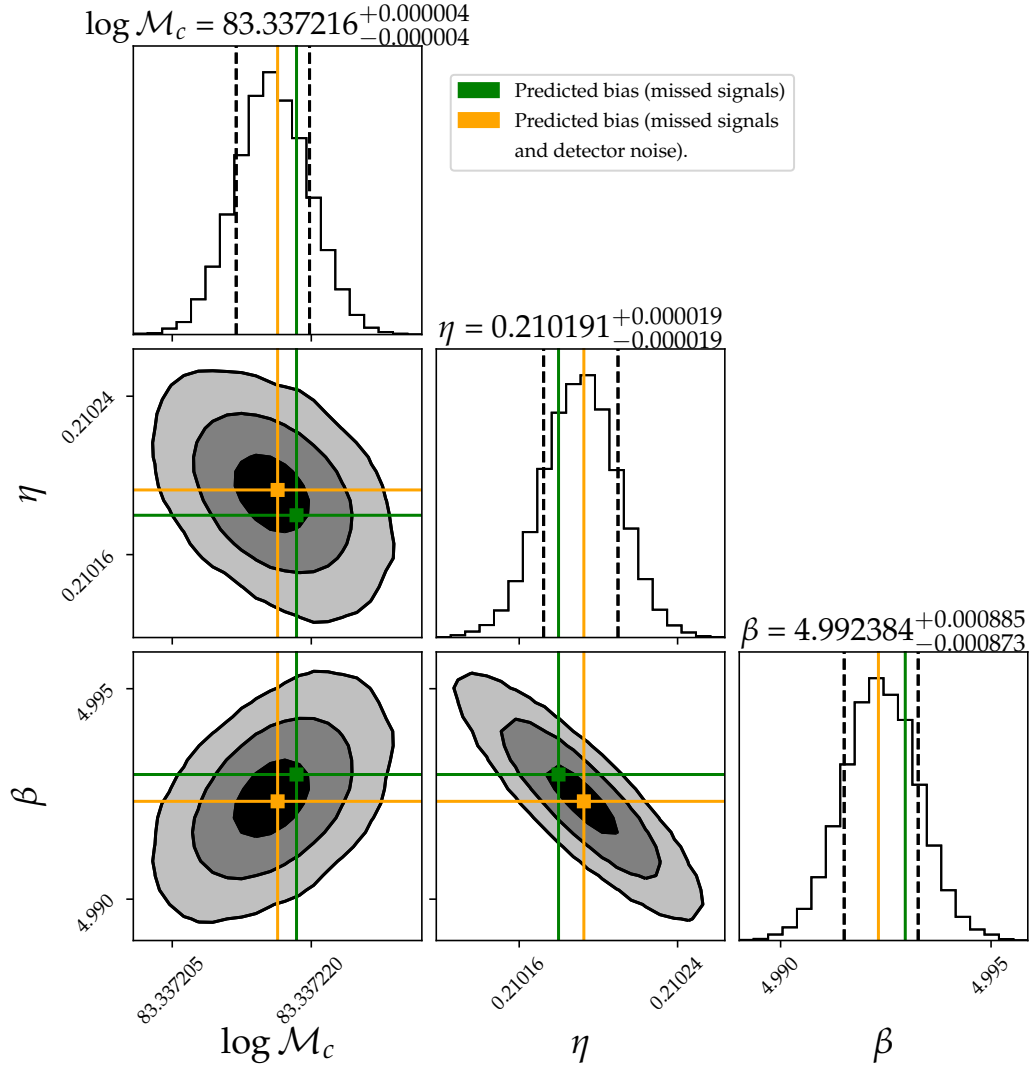 log M_c = 83.337216^{+0.000004}_{−0.000004}
Predicted bias (missed signals)
Predicted bias (missed signals
and detector noise).
η = 0.210191^{+0.000019}_{−0.000019}
0.21024
η
0.21016
β = 4.992384^{+0.000885}_{−0.000873}
4.995
β
4.990
83.337205
83.337220
0.21016
0.21024
4.990
4.995
log M_c
η
β